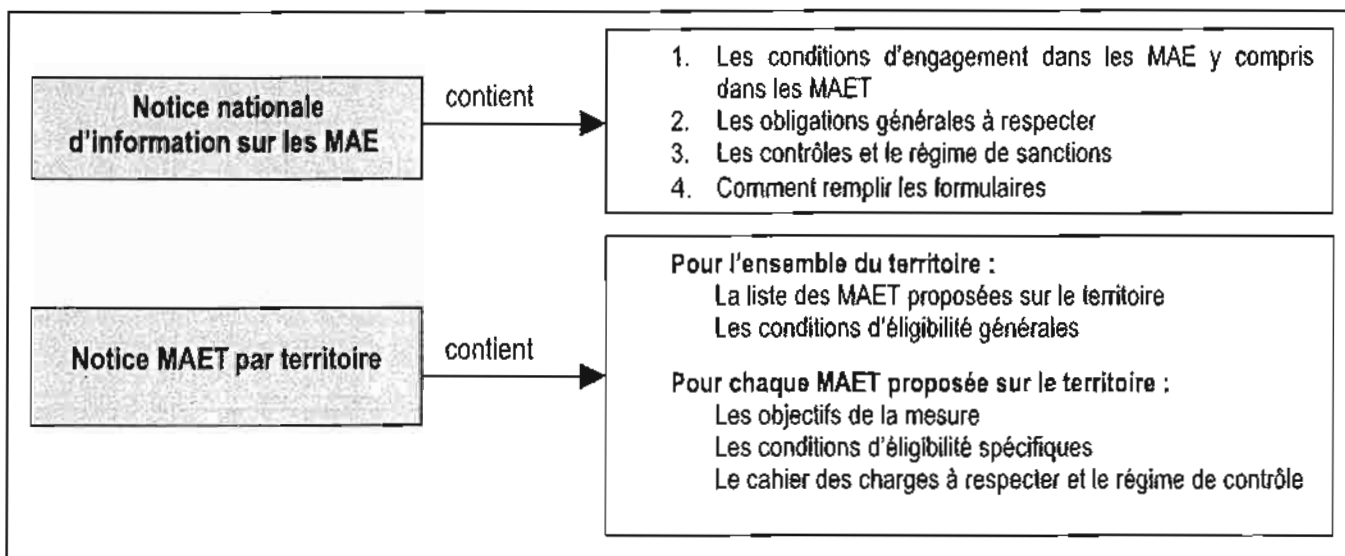 Notice nationale
d'information sur les MAE
contient
1. Les conditions d'engagement dans les MAE y compris
dans les MAET
2. Les obligations générales à respecter
3. Les contrôles et le régime de sanctions
4. Comment remplir les formulaires
Notice MAET par territoire
contient
Pour l'ensemble du territoire :
La liste des MAET proposées sur le territoire
Les conditions d'éligibilité générales
Pour chaque MAET proposée sur le territoire :
Les objectifs de la mesure
Les conditions d'éligibilité spécifiques
Le cahier des charges à respecter et le régime de contrôle